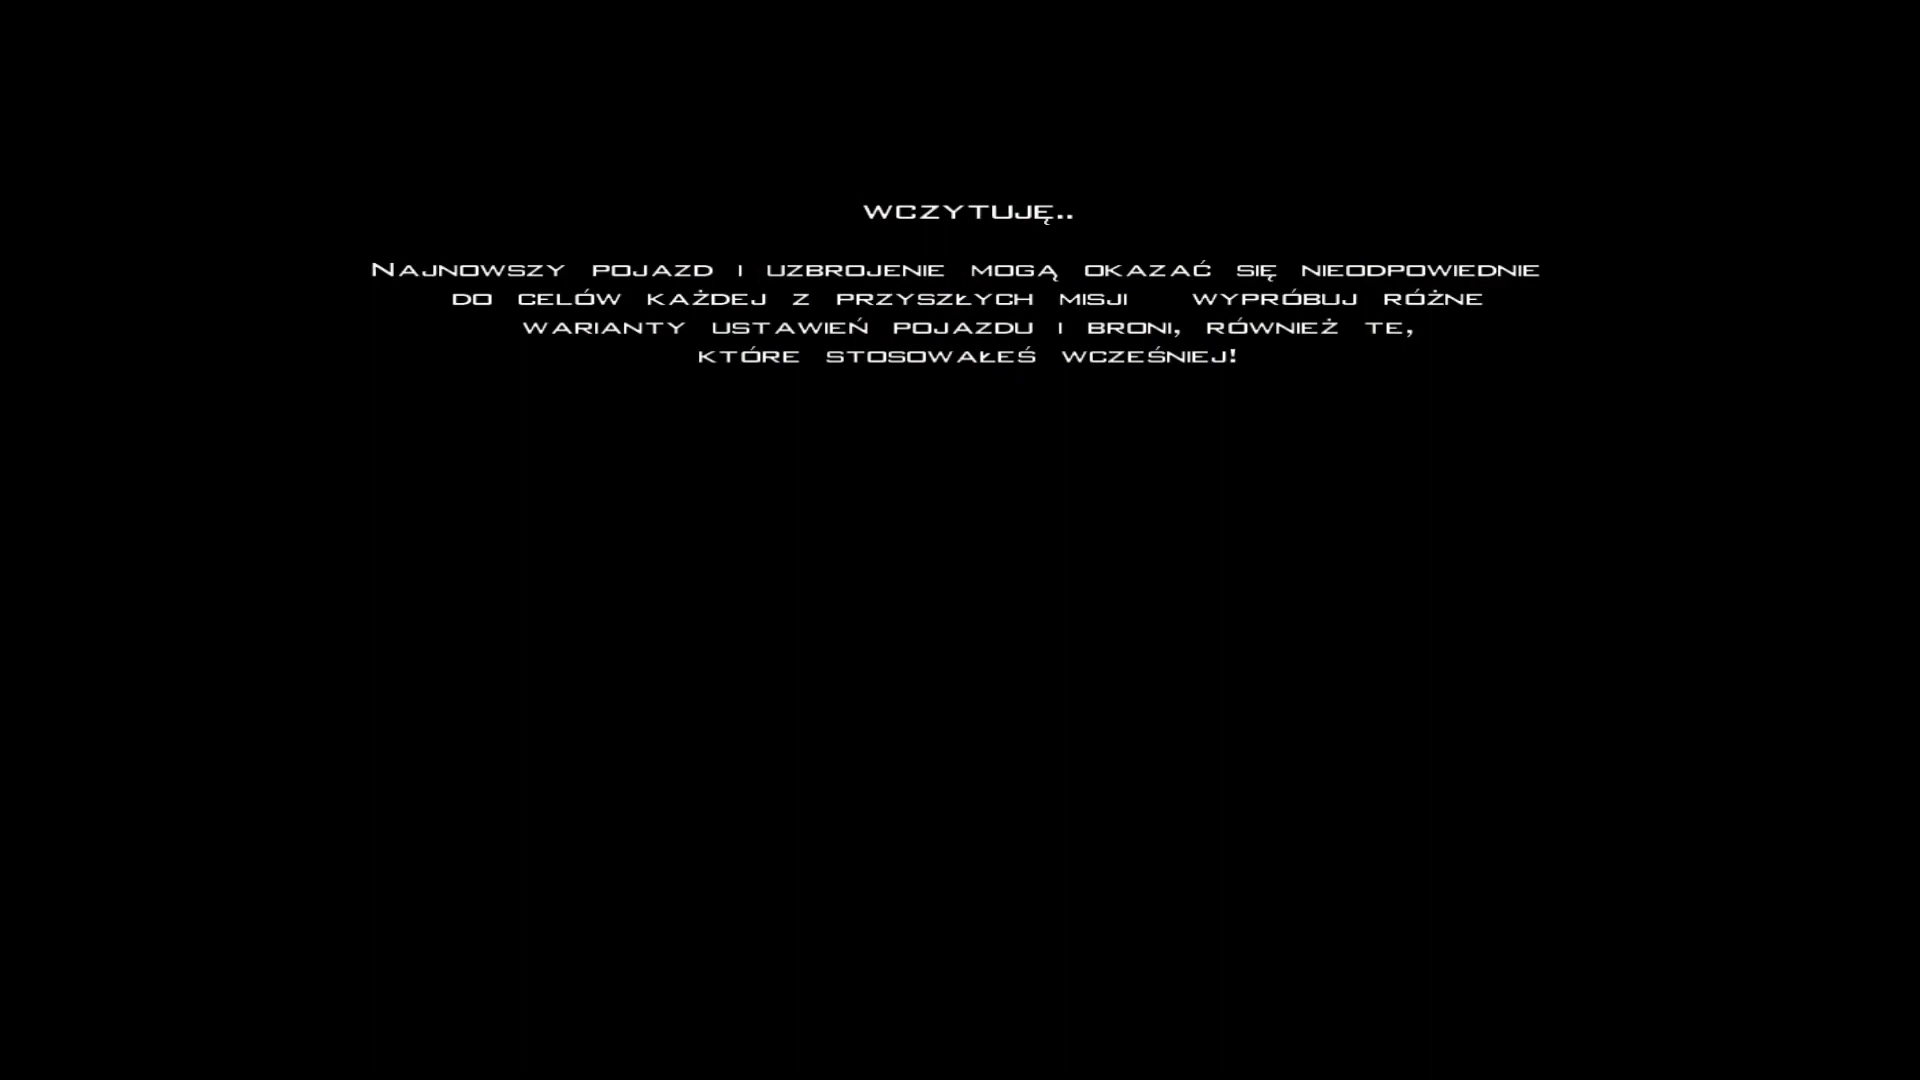 WCZYTUJĘ..
NAJNOWSZY POJAZD I UZBROJENIE MOGĄ OKAZAĆ SIĘ NIEODPOWIEDNIE
DO CELÓW KAŻDEJ Z PRZYSZŁYCH MISJI WYPRÓBUJ RÓŻNE
WARIANTY USTAWIEŃ POJAZDU I BRONI, RÓWNIEŻ TE,
KTÓRE STOSOWAŁEŚ WCZEŚNIEJ!